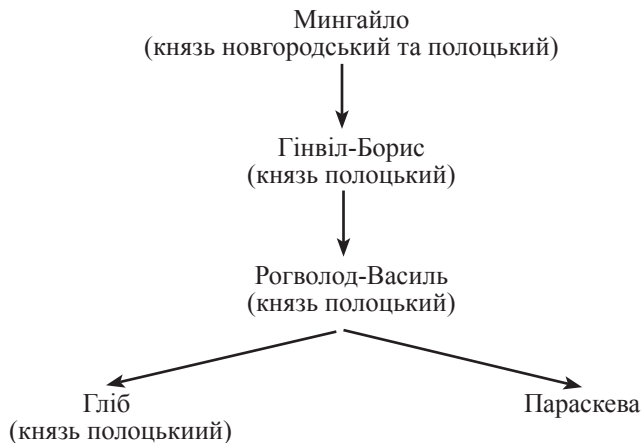 Мингайло
(князь новгородський та полоцький)
Гінвіл-Борис
(князь полоцький)
Рогволод-Василь
(князь полоцький)
Гліб
(князь полоцькиий)
Параскева